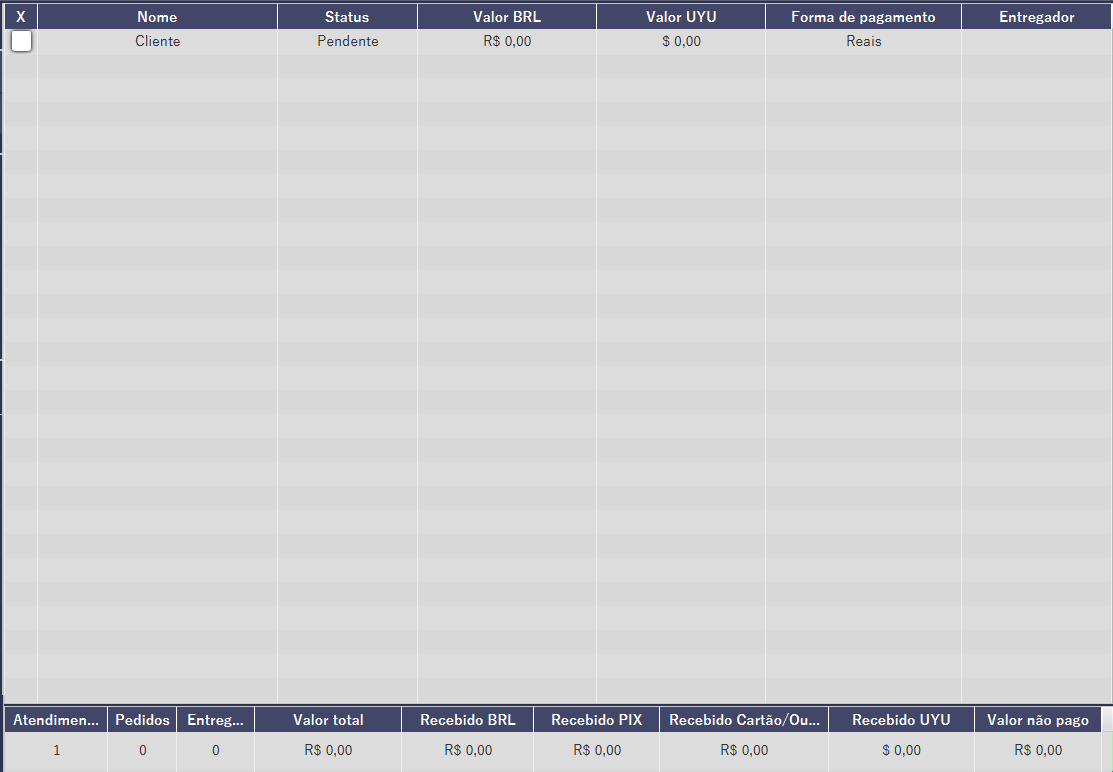 X Nome Status Valor BRL Valor UYU Forma de pagamento Entregador
Cliente Pendente R$ 0,00 $ 0,00 Reais
Atendimen... Pedidos Entreg... Valor total Recebido BRL Recebido PIX Recebido Cartão/Ou... Recebido UYU Valor não pago
1 0 0 R$ 0,00 R$ 0,00 R$ 0,00 R$ 0,00 $ 0,00 R$ 0,00